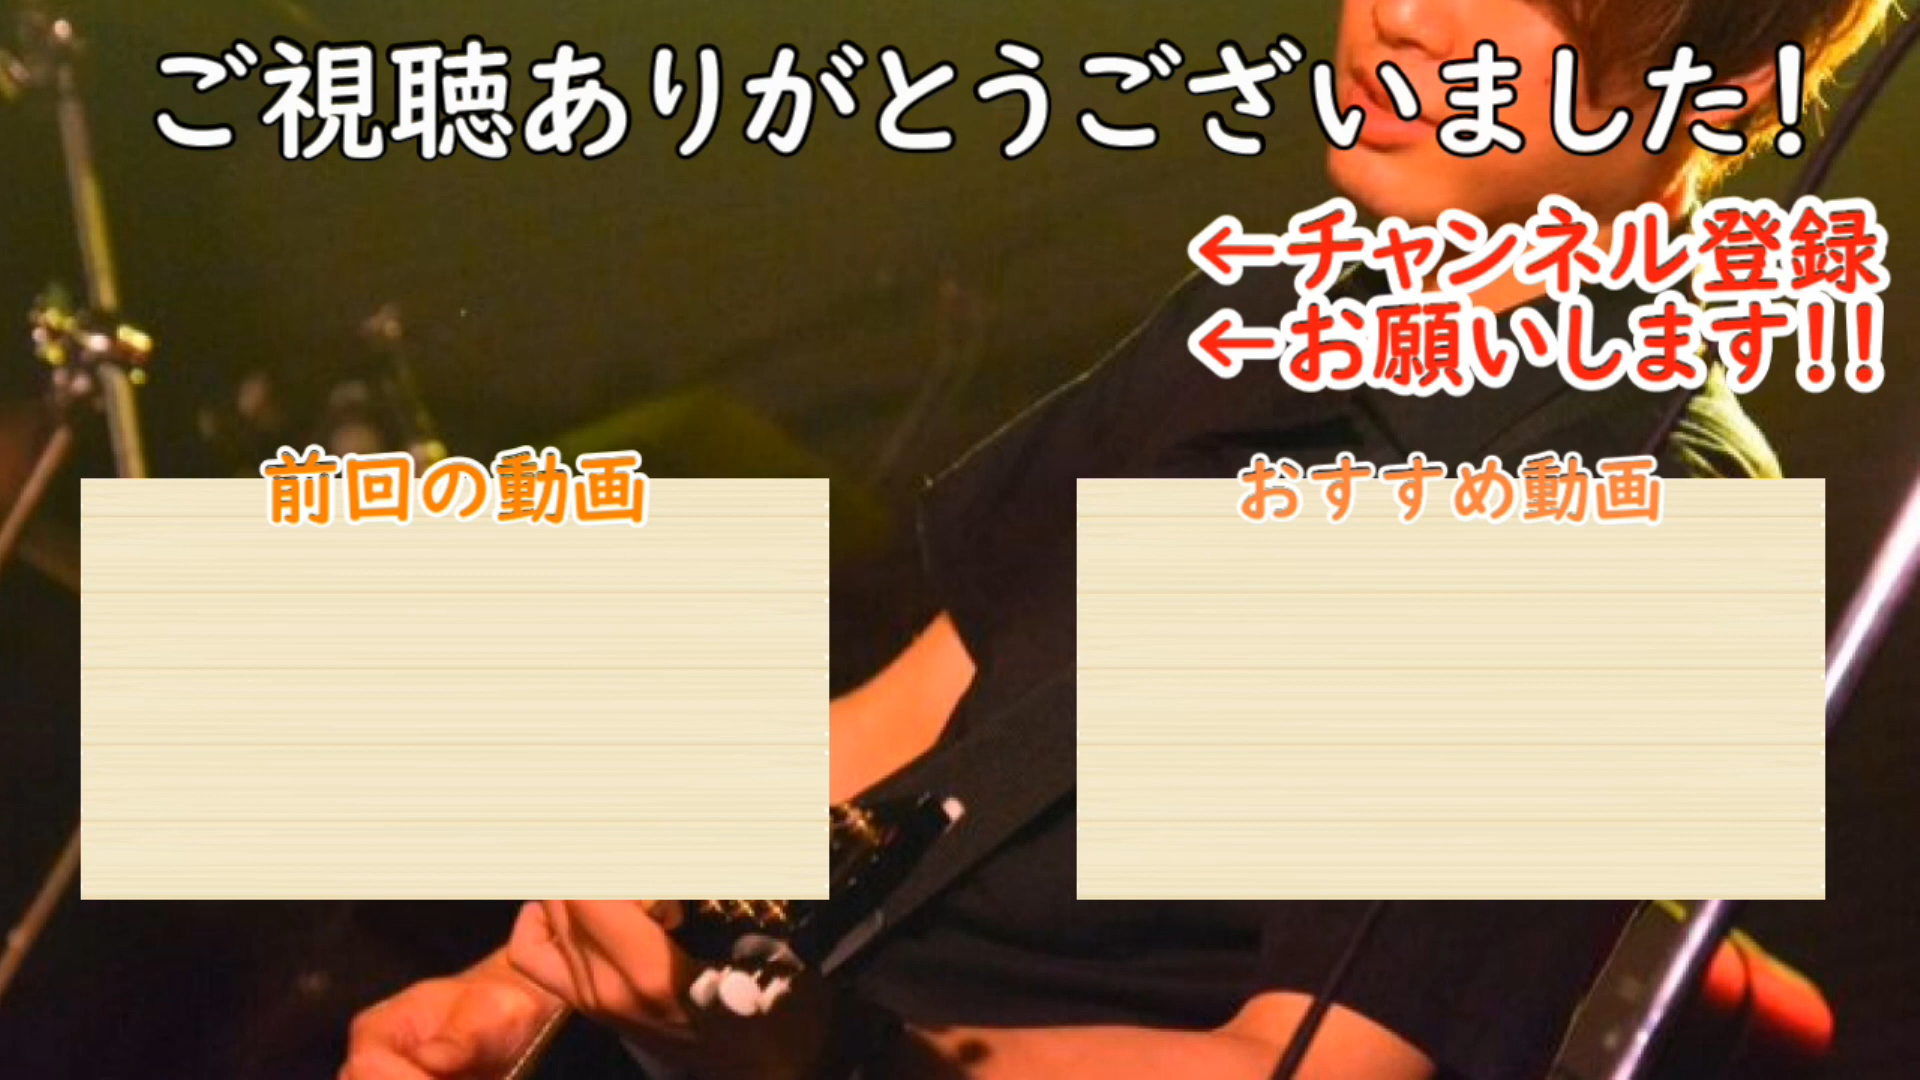 ご視聴ありがとうございました!
←チャンネル登録
←お願いします!!
前回の動画
おすすめ動画